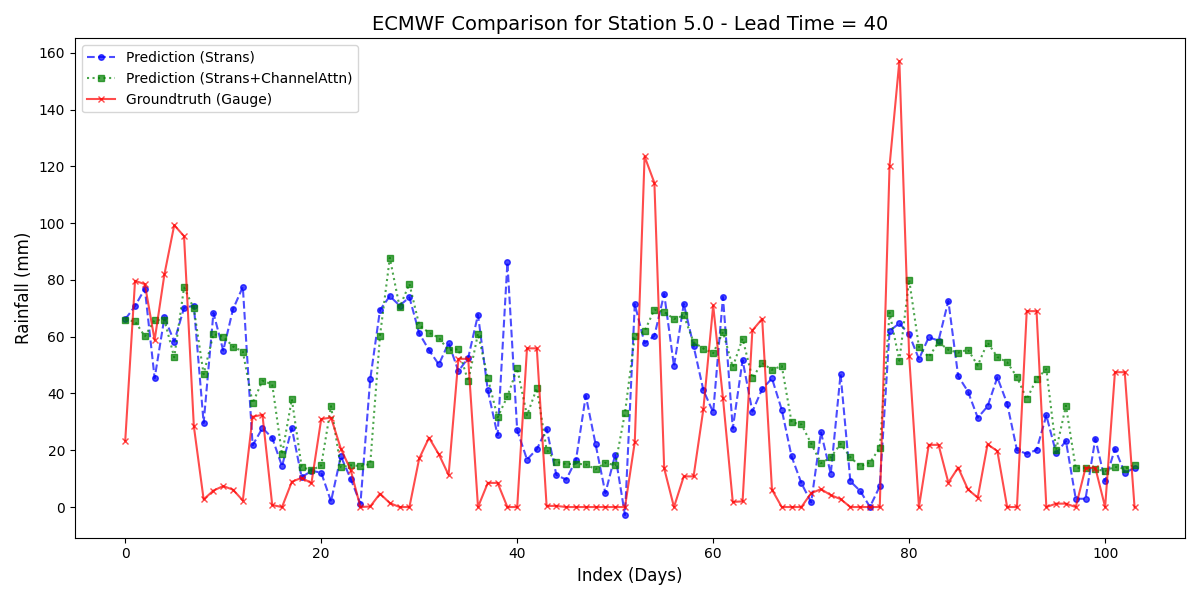 ECMWF Comparison for Station 5.0 - Lead Time = 40
Prediction (Strans)
Prediction (Strans+ChannelAttn)
Groundtruth (Gauge)
Rainfall (mm)
160
140
120
100
80
60
40
20
0
0 20 40 60 80 100
Index (Days)